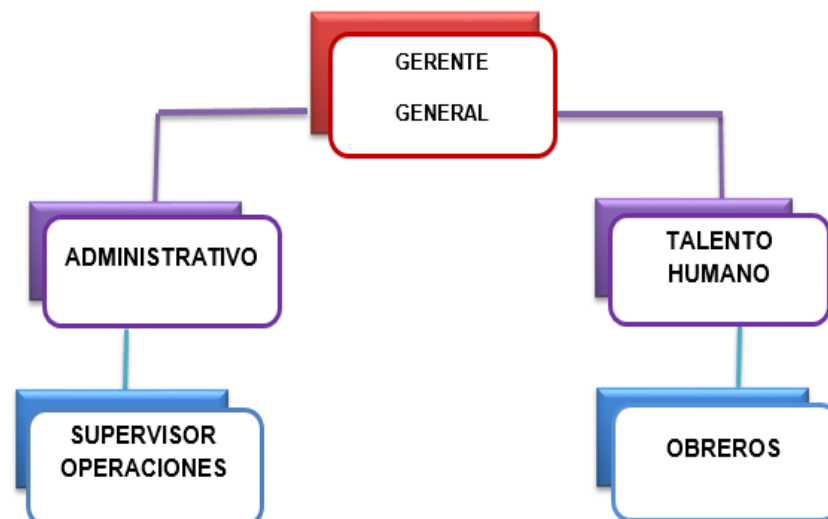 GERENTE
GENERAL
ADMINISTRATIVO
TALENTO
HUMANO
SUPERVISOR
OPERACIONES
OBREROS